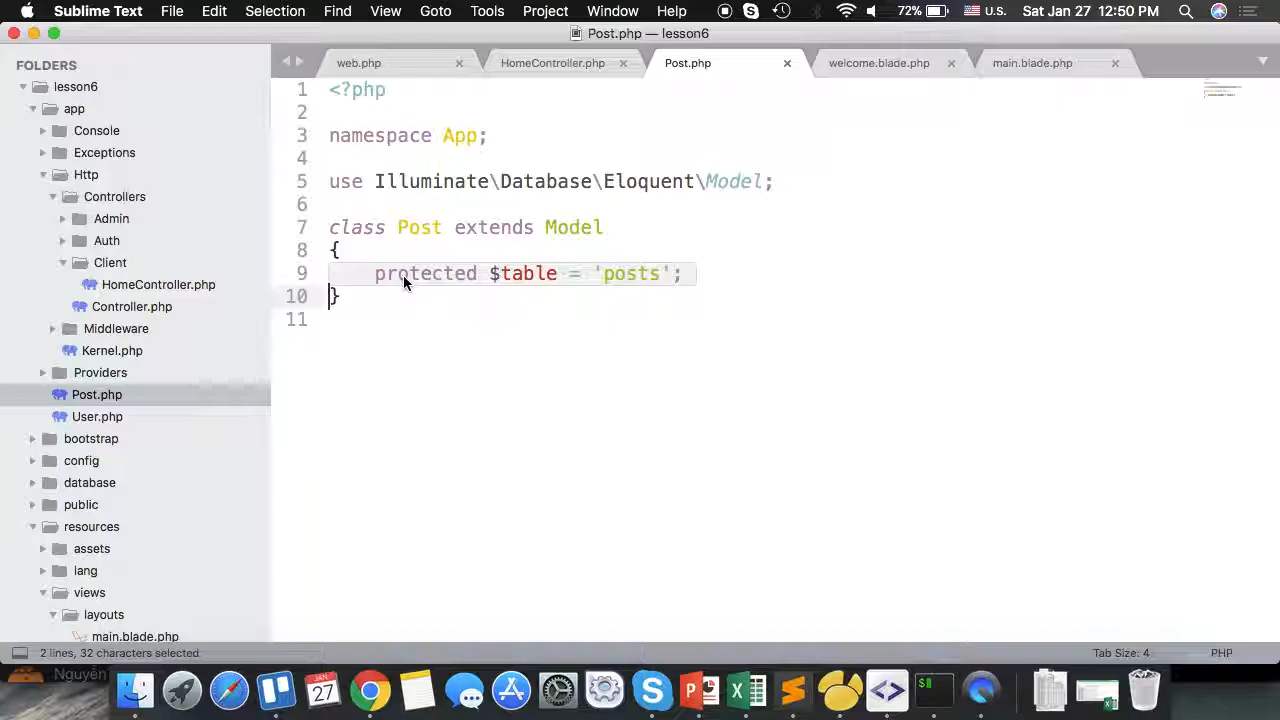 Sublime Text File Edit Selection Find View Goto Tools Project Window Help 72% U.S. Sat Jan 27 12:50 PM
Post.php — lesson6
FOLDERS
lesson6
app
Console
Exceptions
Http
Controllers
Admin
Auth
Client
HomeController.php
Controller.php
Middleware
Kernel.php
Providers
Post.php
User.php
bootstrap
config
database
public
resources
assets
lang
views
layouts
main.blade.php
web.php HomeController.php Post.php welcome.blade.php main.blade.php
1 <?php
2
3 namespace App;
4
5 use Illuminate\Database\Eloquent\Model;
6
7 class Post extends Model
8 {
9 protected $table = 'posts';
10 }
11
2 lines, 32 characters selected
Tab Size: 4 PHP
Nguyễn
JAN
27